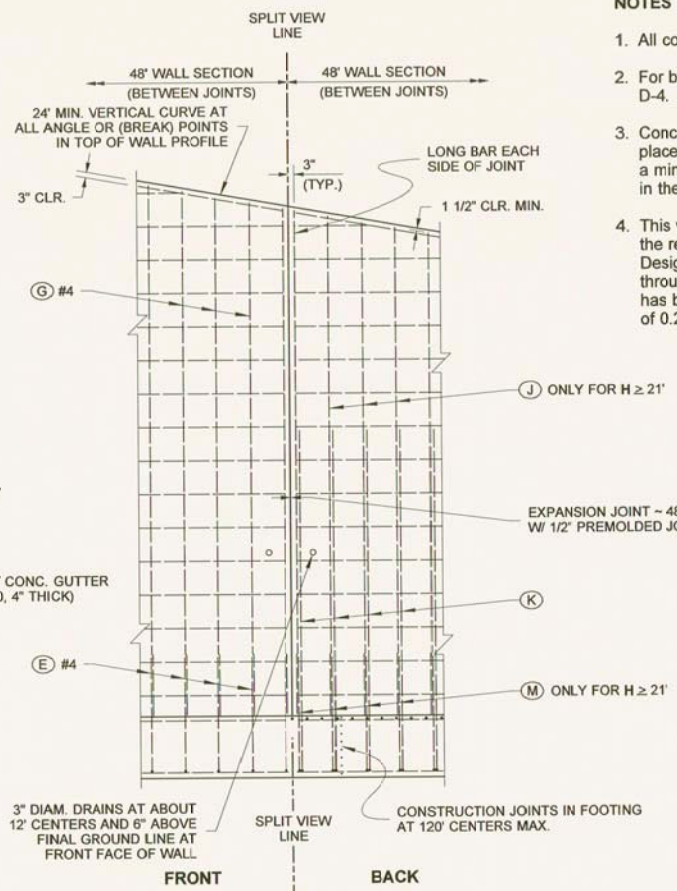 SPLIT VIEW
LINE
48' WALL SECTION
(BETWEEN JOINTS)
48' WALL SECTION
(BETWEEN JOINTS)
24' MIN. VERTICAL CURVE AT
ALL ANGLE OR (BREAK) POINTS
IN TOP OF WALL PROFILE
3" CLR.
3"
(TYP.)
LONG BAR EACH
SIDE OF JOINT
1 1/2" CLR. MIN.
G #4
J ONLY FOR H ≥ 21'
EXPANSION JOINT ~ 48
W/ 1/2" PREMOLDED JO
CONC. GUTTER
0, 4" THICK)
K
E #4
M ONLY FOR H ≥ 21'
3" DIAM. DRAINS AT ABOUT
12' CENTERS AND 6" ABOVE
FINAL GROUND LINE AT
FRONT FACE OF WALL
SPLIT VIEW
LINE
CONSTRUCTION JOINTS IN FOOTING
AT 120' CENTERS MAX.
FRONT
BACK
NOTES
1. All co
2. For b
D-4.
3. Conc
place
a min
in the
4. This
the re
Desig
throu
has b
of 0.2